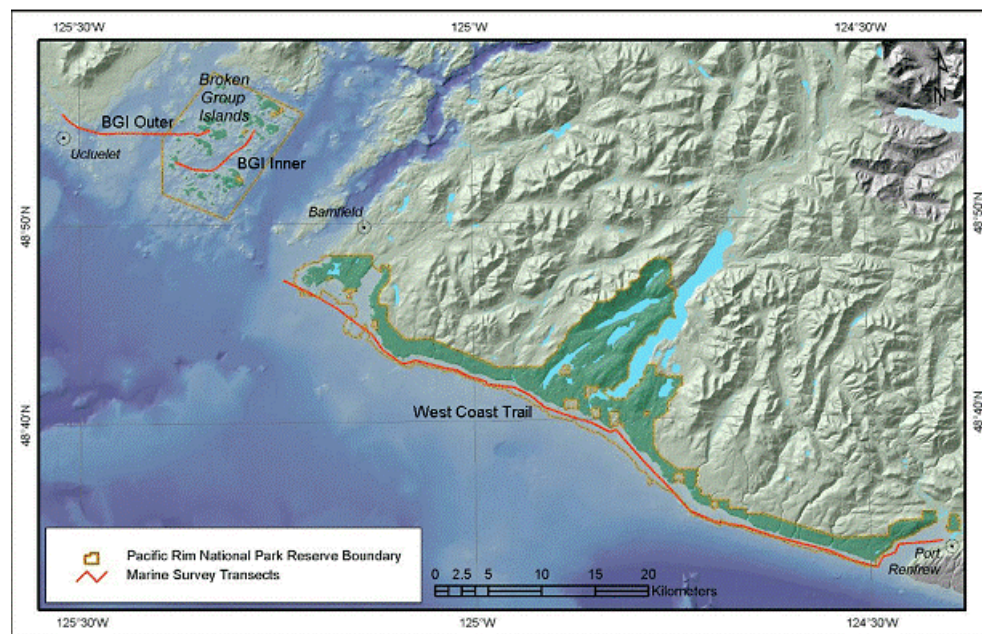 125°30'W
125°W
124°30'W
Broken
Group
Islands
N
BGI Outer
Ucluelet
BGI Inner
48°50'N
Bamfield
48°50'N
West Coast Trail
48°40'N
48°40'N
Pacific Rim National Park Reserve Boundary
Marine Survey Transects
Port
Renfrew
0 2.5 5 10 15 20
Kilometers
125°30'W
125°W
124°30'W